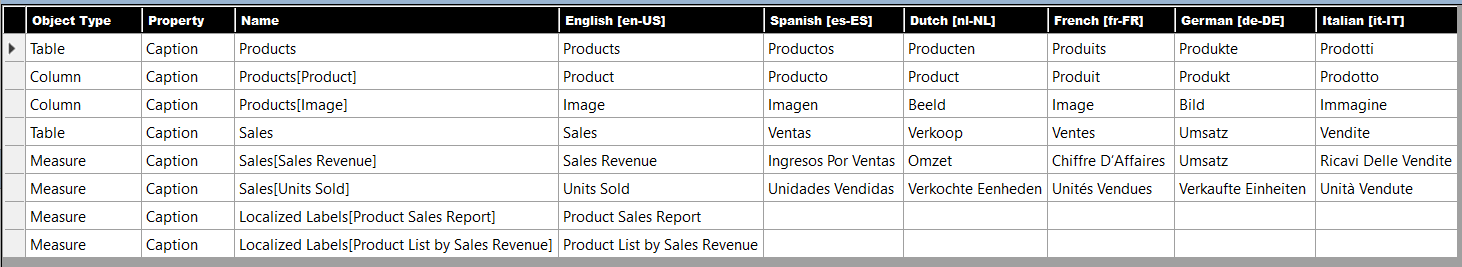 Object Type Property Name English [en-US] Spanish [es-ES] Dutch [nl-NL] French [fr-FR] German [de-DE] Italian [it-IT]
Table Caption Products Products Productos Producten Produits Produkte Prodotti
Column Caption Products[Product] Product Producto Product Produit Produkt Prodotto
Column Caption Products[Image] Image Imagen Beeld Image Bild Immagine
Table Caption Sales Sales Ventas Verkoop Ventes Umsatz Vendite
Measure Caption Sales[Sales Revenue] Sales Revenue Ingresos Por Ventas Omzet Chiffre D'Affaires Umsatz Ricavi Delle Vendite
Measure Caption Sales[Units Sold] Units Sold Unidades Vendidas Verkochte Eenheden Unités Vendues Verkaufte Einheiten Unità Vendute
Measure Caption Localized Labels[Product Sales Report] Product Sales Report
Measure Caption Localized Labels[Product List by Sales Revenue] Product List by Sales Revenue